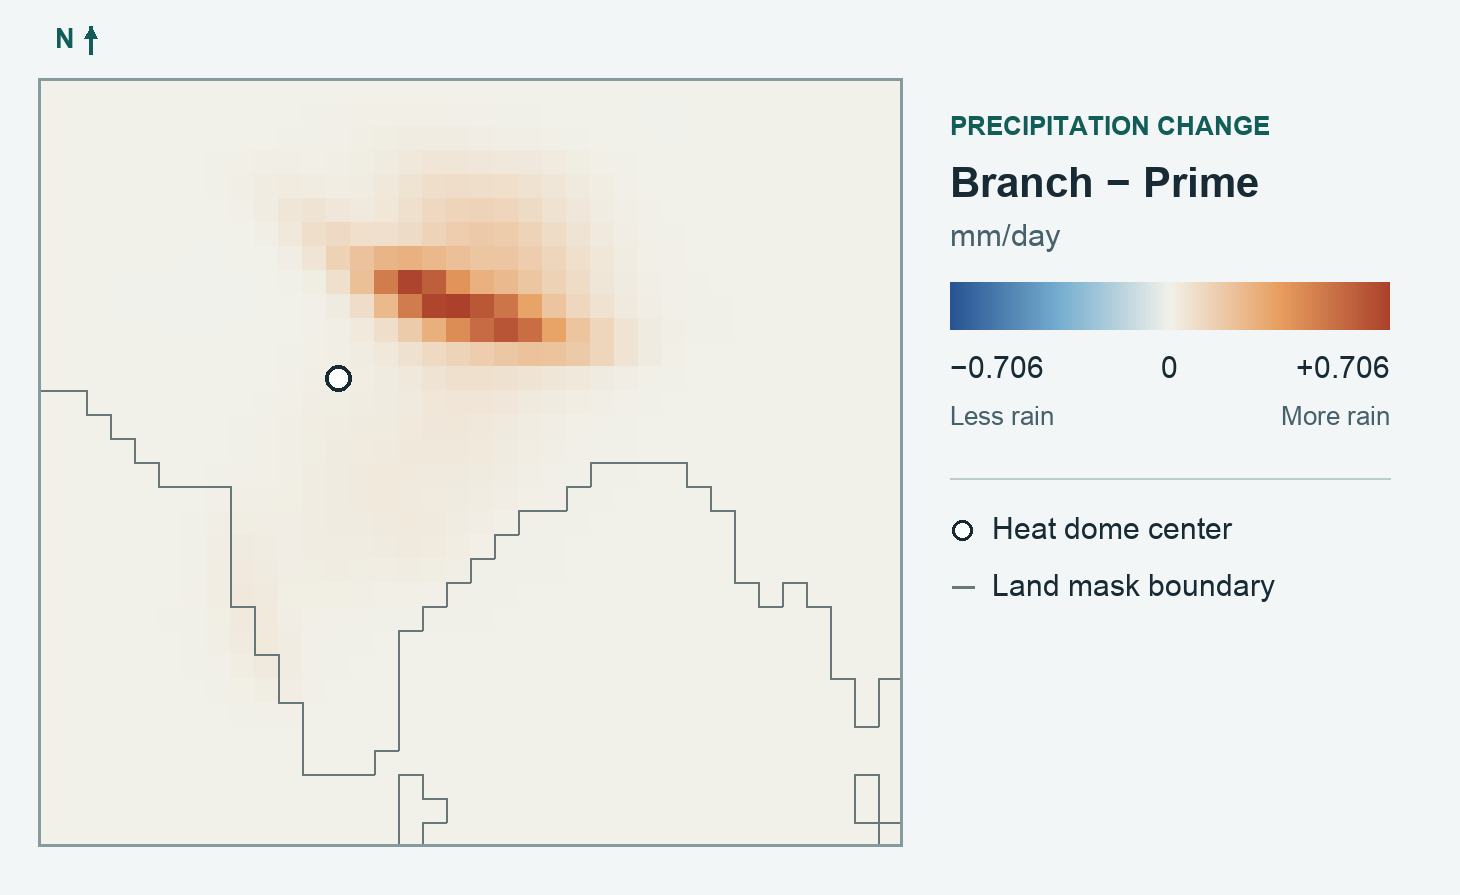 N
PRECIPITATION CHANGE
Branch − Prime
mm/day
−0.706 0 +0.706
Less rain More rain
Heat dome center
Land mask boundary